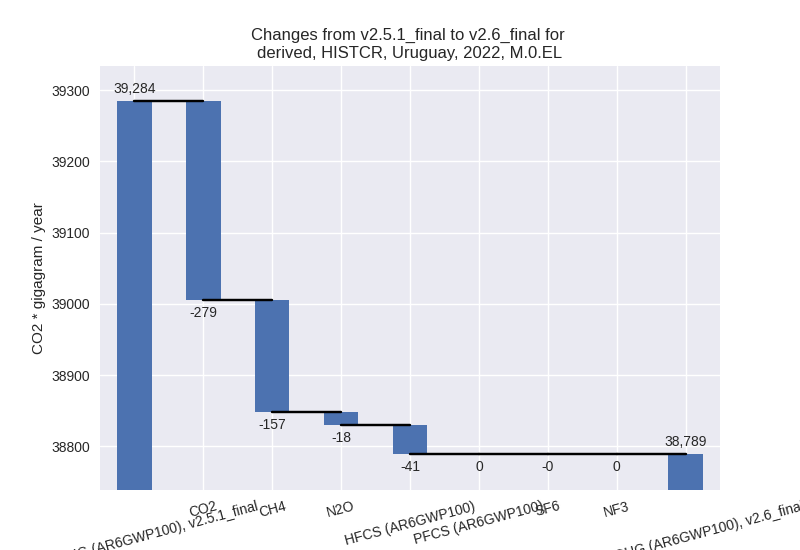 Changes from v2.5.1_final to v2.6_final for
derived, HISTCR, Uruguay, 2022, M.0.EL
CO2 * gigagram / year
39300
39200
39100
39000
38900
38800
39,284
-279
-157
-18
-41
0
-0
0
38,789
(AR6GWP100), v2.5.1_final
CO2
CH4
N2O
HFCS (AR6GWP100)
PFCS (AR6GWP100)
SF6
NF3
(AR6GWP100), v2.6_final